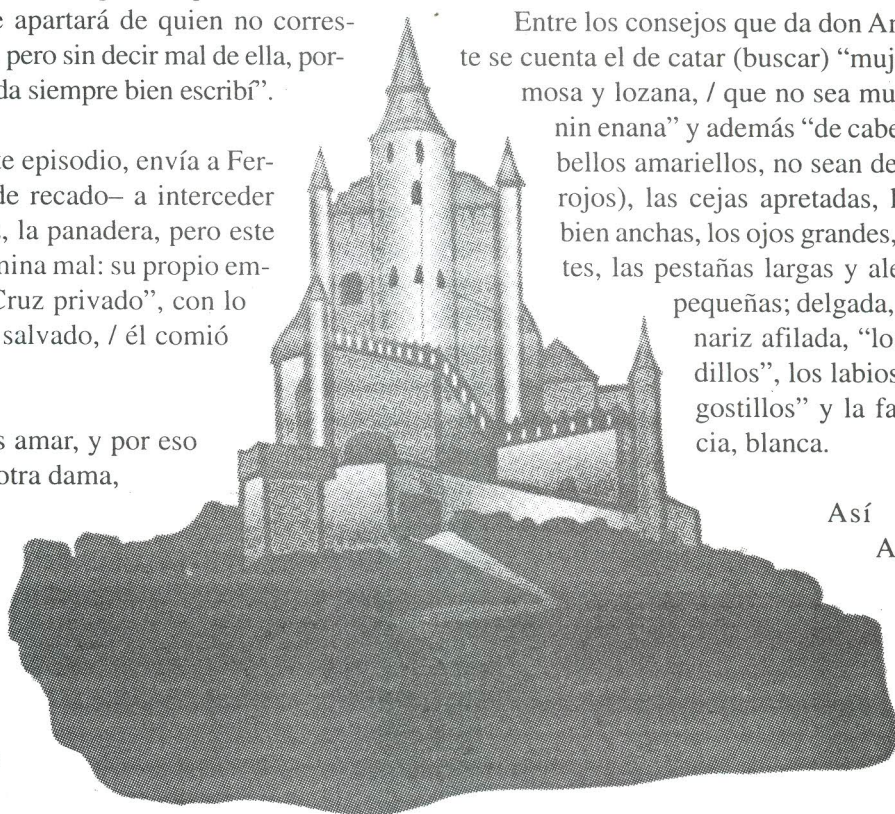 e apartará de quien no corres-
pero sin decir mal de ella, por-
da siempre bien escribí”.
te episodio, envía a Fer-
de recado– a interceder
, la panadera, pero este
mina mal: su propio em-
Cruz privado”, con lo
salvado, / él comió
s amar, y por eso
otra dama,
Entre los consejos que da don Ar
te se cuenta el de catar (buscar) “muj
mosa y lozana, / que no sea mu
nin enana” y además “de cabe
bellos amariellos, no sean de
rojos), las cejas apretadas, l
bien anchas, los ojos grandes,
tes, las pestañas largas y ale
pequeñas; delgada,
nariz afilada, “lo
dillos”, los labios
gostillos” y la fa
cia, blanca.
Así
A